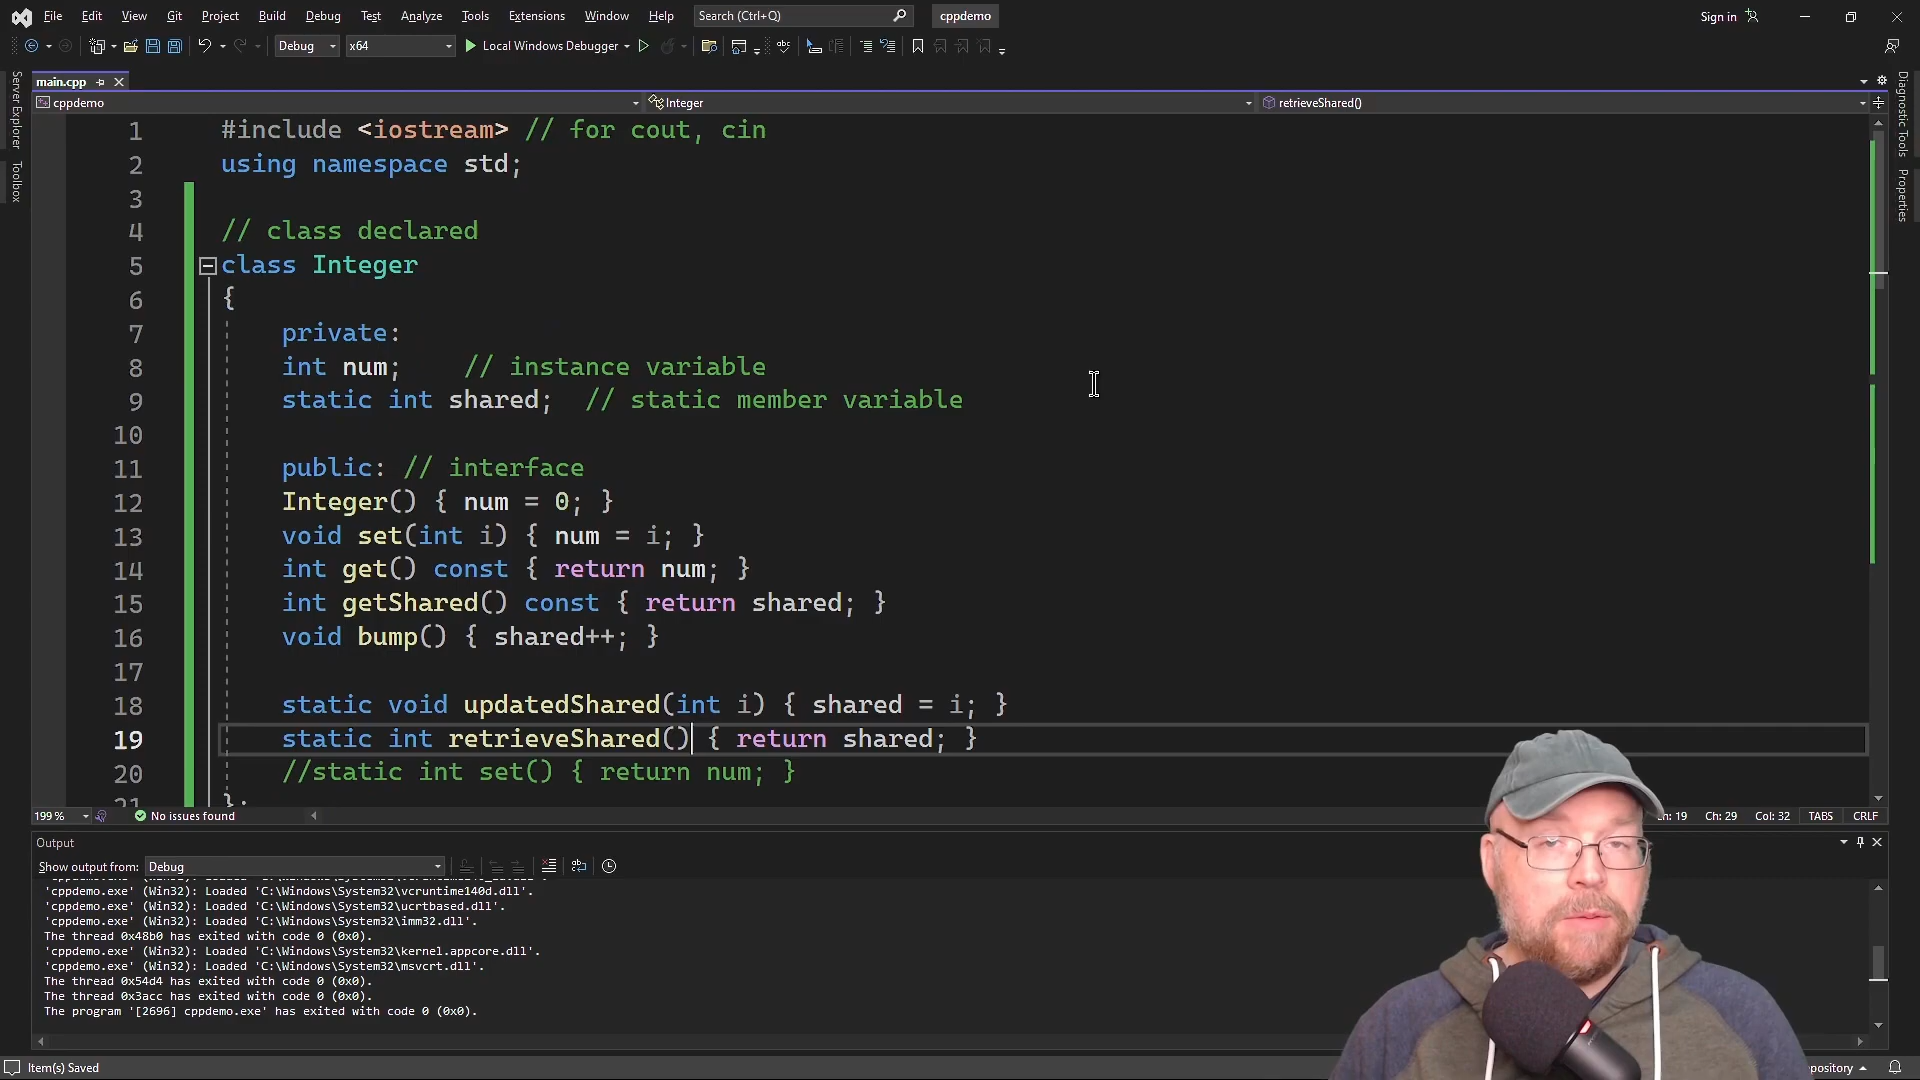 File Edit View Git Project Build Debug Test Analyze Tools Extensions Window Help Search (Ctrl+Q) cppdemo Sign in
Debug x64 Local Windows Debugger
main.cpp
cppdemo Integer retrieveShared()
Server Explorer
Toolbox
Diagnostic Tools
Properties
1 #include <iostream> // for cout, cin
2 using namespace std;
3
4 // class declared
5 class Integer
6 {
7 private:
8 int num; // instance variable
9 static int shared; // static member variable
10
11 public: // interface
12 Integer() { num = 0; }
13 void set(int i) { num = i; }
14 int get() const { return num; }
15 int getShared() const { return shared; }
16 void bump() { shared++; }
17
18 static void updatedShared(int i) { shared = i; }
19 static int retrieveShared() { return shared; }
20 //static int set() { return num; }
21 };
199 % No issues found Ln: 19 Ch: 29 Col: 32 TABS CRLF
Output
Show output from: Debug
'cppdemo.exe' (Win32): Loaded 'C:\Windows\System32\vcruntime140d.dll'.
'cppdemo.exe' (Win32): Loaded 'C:\Windows\System32\ucrtbased.dll'.
'cppdemo.exe' (Win32): Loaded 'C:\Windows\System32\imm32.dll'.
The thread 0x48b0 has exited with code 0 (0x0).
'cppdemo.exe' (Win32): Loaded 'C:\Windows\System32\kernel.appcore.dll'.
'cppdemo.exe' (Win32): Loaded 'C:\Windows\System32\msvcrt.dll'.
The thread 0x54d4 has exited with code 0 (0x0).
The thread 0x3acc has exited with code 0 (0x0).
The program '[2696] cppdemo.exe' has exited with code 0 (0x0).
Item(s) Saved